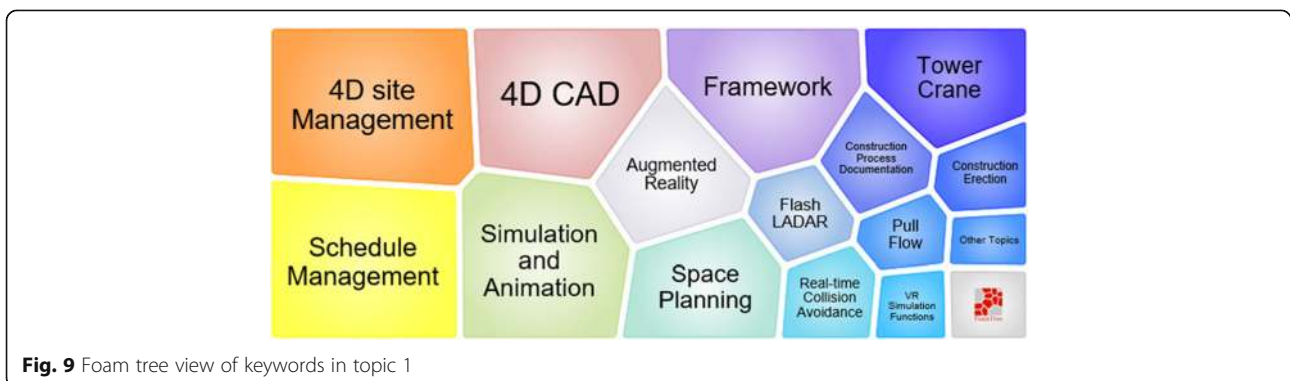 4D site
Management
4D CAD
Framework
Tower
Crane
Augmented
Reality
Construction
Process
Documentation
Construction
Erection
Schedule
Management
Simulation
and
Animation
Space
Planning
Flash
LADAR
Pull
Flow
Other Topics
Real-time
Collision
Avoidance
VR
Simulation
Functions
Fig. 9 Foam tree view of keywords in topic 1